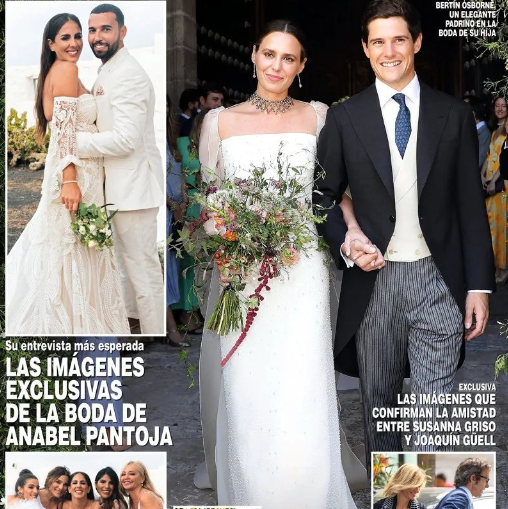 BERTÍN OSBORNE,
UN ELEGANTE
PADRINO EN LA
BODA DE SU HIJA
Su entrevista más esperada
LAS IMÁGENES
EXCLUSIVAS
DE LA BODA DE
ANABEL PANTOJA
EXCLUSIVA
LAS IMÁGENES QUE
CONFIRMAN LA AMISTAD
ENTRE SUSANNA GRISO
Y JOAQUÍN GÜELL